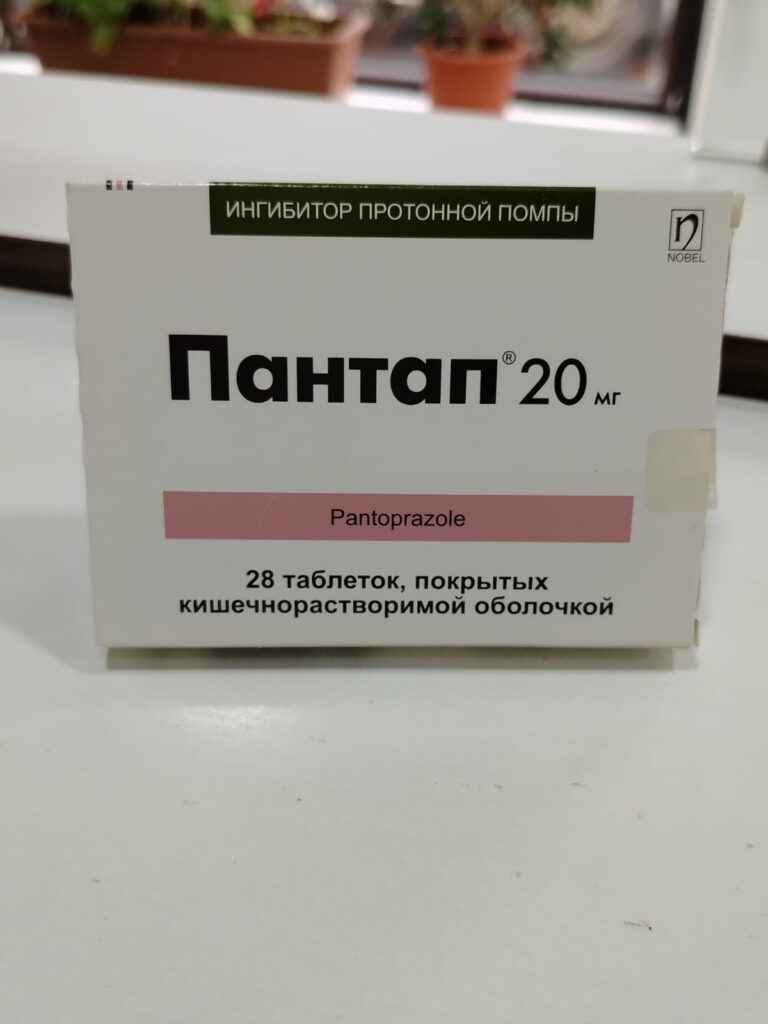 ИНГИБИТОР ПРОТОННОЙ ПОМПЫ
n
NOBEL
Пантап® 20 мг
Pantoprazole
28 таблеток, покрытых
кишечнорастворимой оболочкой